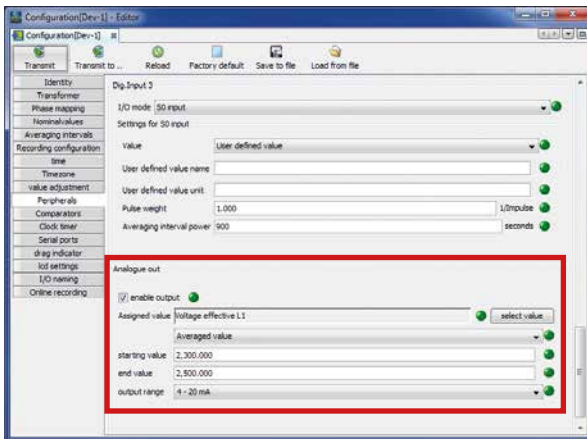 Configuration[Dev-1] - Editor
Configuration[Dev-1]
Transmit
Transmit to ...
Reload
Factory default
Save to file
Load from file
Identity
Transformer
Phase mapping
Nominalvalues
Averaging intervals
Recording configuration
time
Timezone
value adjustment
Peripherals
Comparators
Clock timer
Serial ports
drag indicator
lcd settings
I/O naming
Online recording
Dig.Input 3
I/O mode S0 input
Settings for S0 input
Value User defined value
User defined value name
User defined value unit
Pulse weight 1.000 1/Impulse
Averaging interval power 900 seconds
Analogue out
enable output
Assigned value Voltage effective L1 select value
Averaged value
starting value 2,300.000
end value 2,500.000
output range 4 - 20 mA